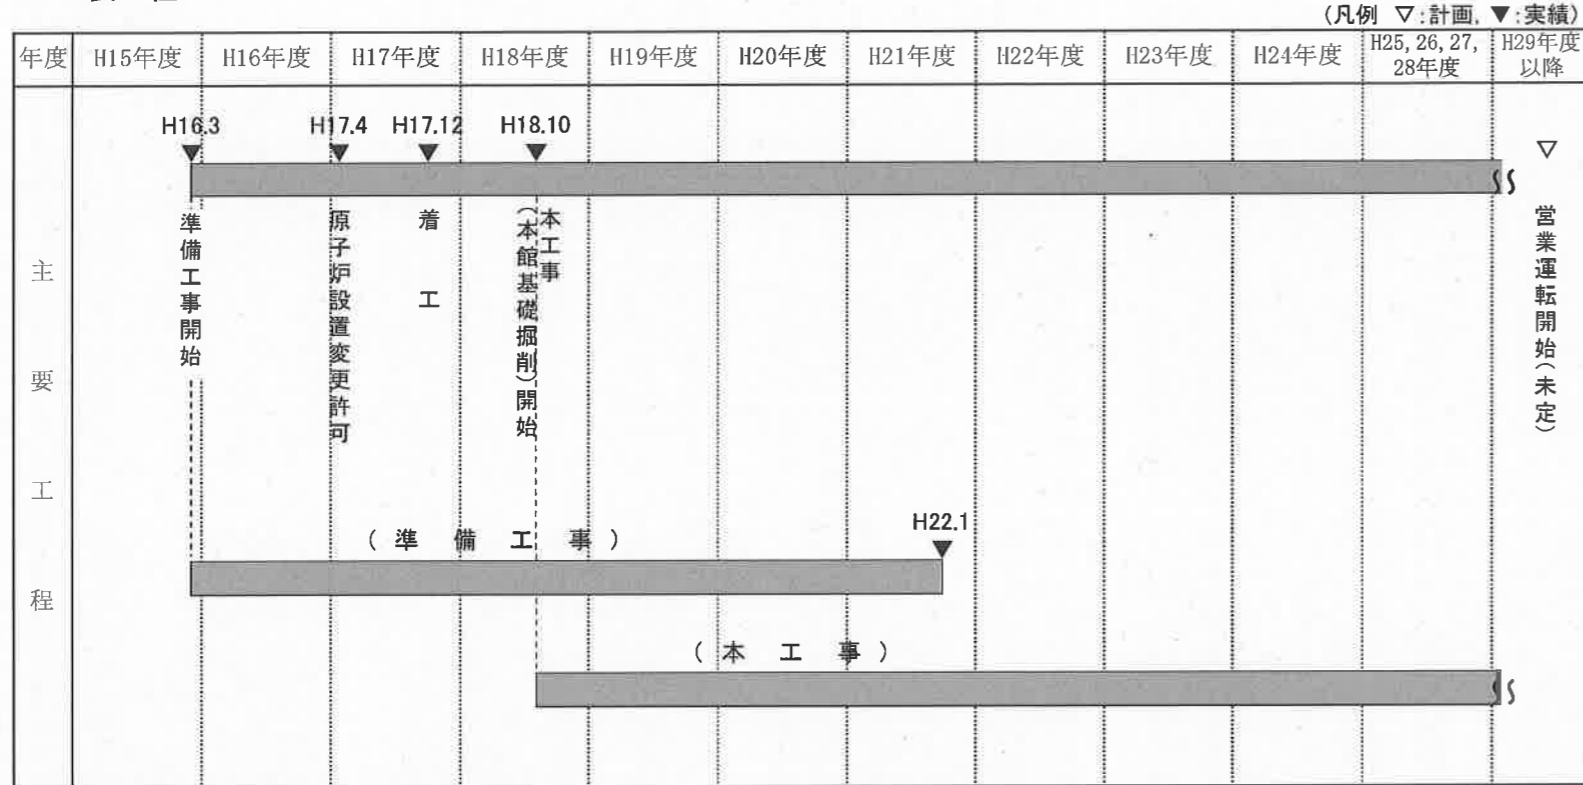 (凡例 ▽:計画, ▼:実績)
年度 H15年度 H16年度 H17年度 H18年度 H19年度 H20年度 H21年度 H22年度 H23年度 H24年度 H25,26,27,28年度 H29年度以降
H16.3 H17.4 H17.12 H18.10
▼ ▼ ▼ ▼ ▽
準備工事開始
原子炉設置変更許可
着工
本工事
(本館基礎掘削)開始
営業運転開始(未定)
主要工程
H22.1
▼
(準備工事)
(本工事)